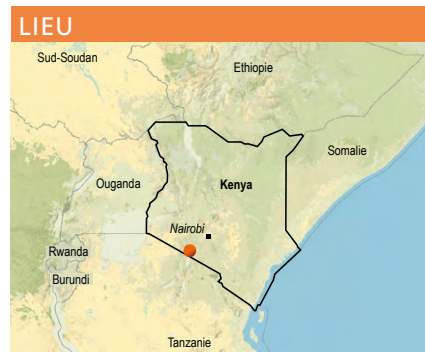 LIEU
Sud-Soudan
Ethiopie
Somalie
Ouganda
Kenya
Nairobi
Rwanda
Burundi
Tanzanie